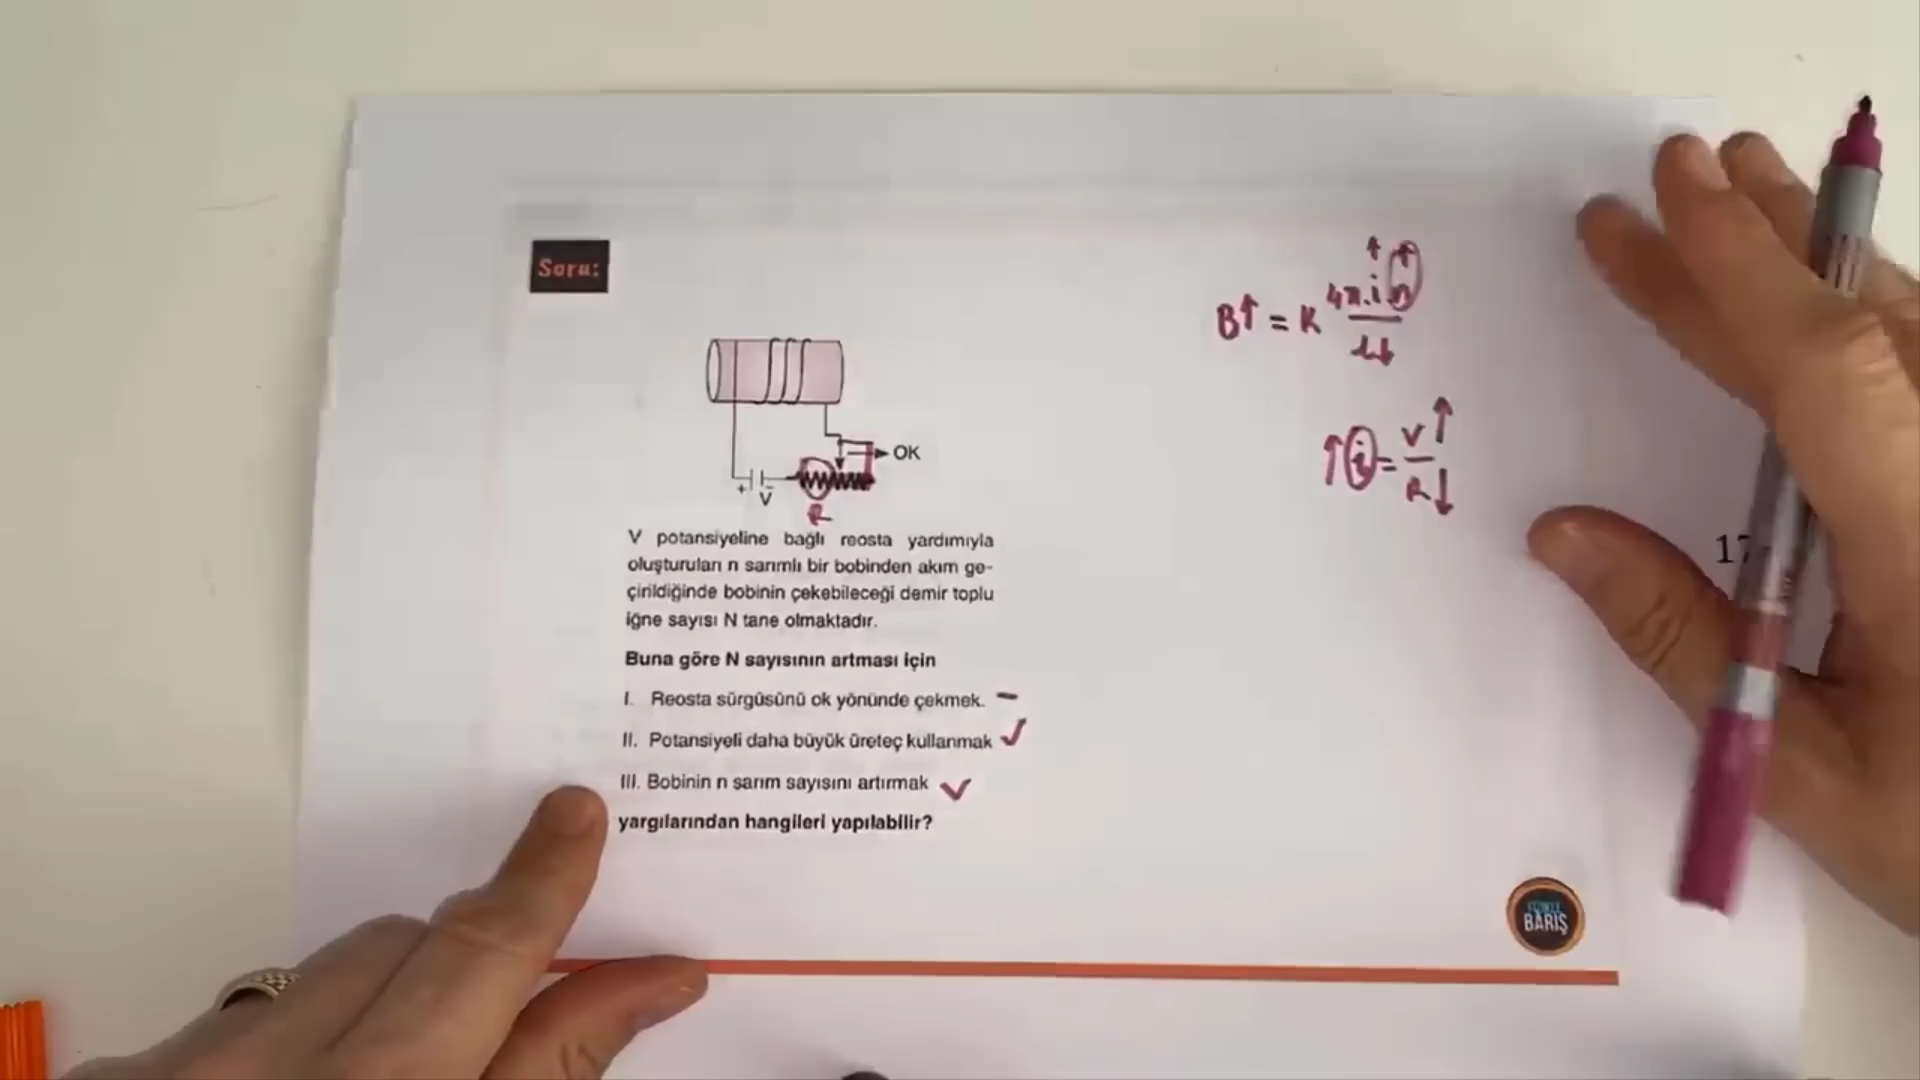 Soru:
B↑ = K 4π.i↑ n↑
L↓
↑i = V↑
R↓
OK
+ -
V
R
V potansiyeline bağlı reosta yardımıyla
oluşturulan n sarımlı bir bobinden akım ge-
çirildiğinde bobinin çekebileceği demir toplu
iğne sayısı N tane olmaktadır.
Buna göre N sayısının artması için
I. Reosta sürgüsünü ok yönünde çekmek. –
II. Potansiyeli daha büyük üreteç kullanmak ✓
III. Bobinin n sarım sayısını artırmak ✓
yargılarından hangileri yapılabilir?
17
BARIŞ